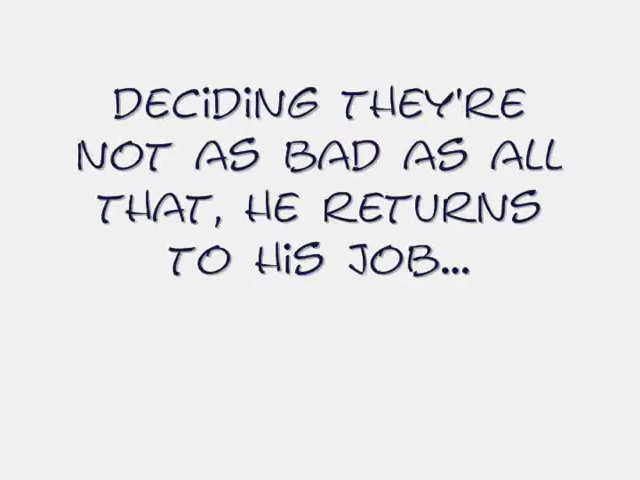 DECiDiNG THEY'RE
NOT AS BAD AS ALL
THAT, HE RETURNS
TO HiS JOB...